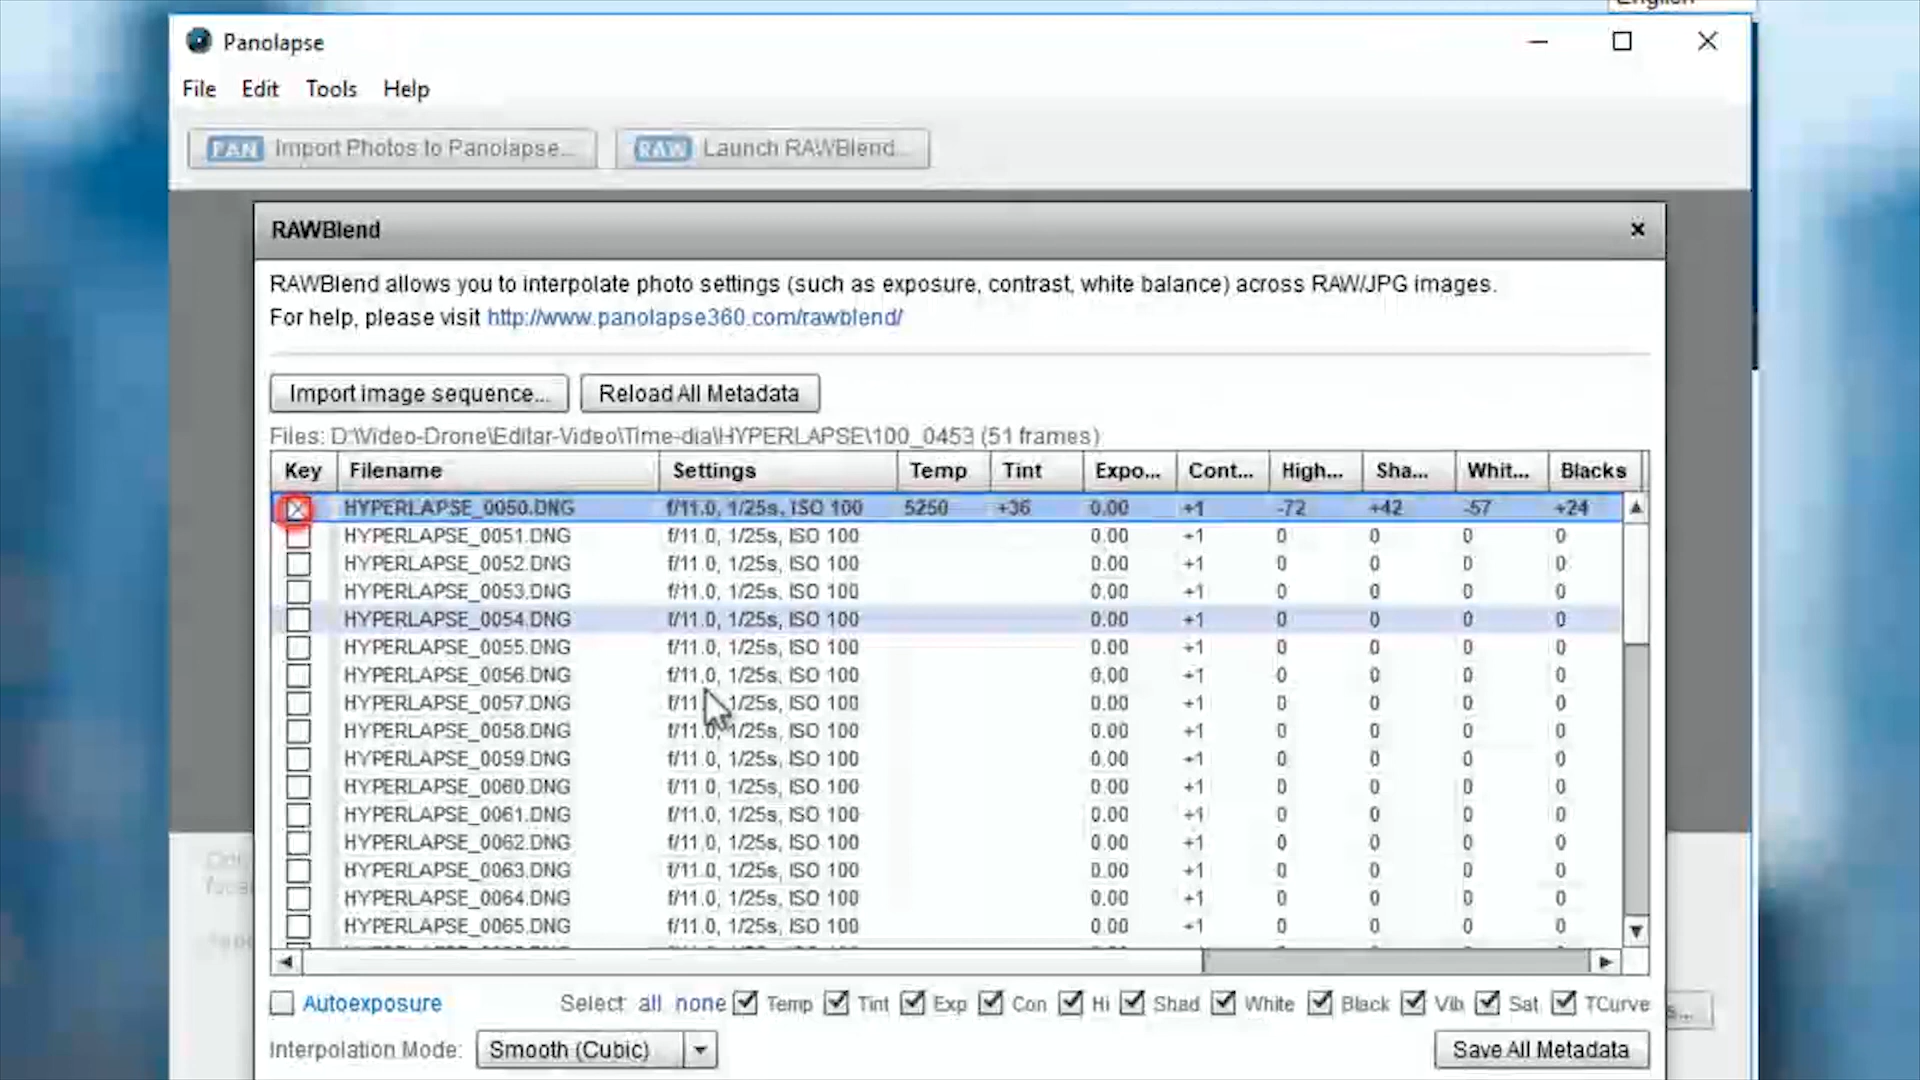 English
Panolapse
File Edit Tools Help
PAN Import Photos to Panolapse... RAW Launch RAWBlend...
RAWBlend
RAWBlend allows you to interpolate photo settings (such as exposure, contrast, white balance) across RAW/JPG images.
For help, please visit http://www.panolapse360.com/rawblend/
Import image sequence... Reload All Metadata
Files: D:\Video-Drone\Editar-Video\Time-dia\HYPERLAPSE\100_0453 (51 frames)
Key Filename Settings Temp Tint Expo... Cont... High... Sha... Whit... Blacks
HYPERLAPSE_0050.DNG f/11.0, 1/25s, ISO 100 5250 +36 0.00 +1 -72 +42 -57 +24
HYPERLAPSE_0051.DNG f/11.0, 1/25s, ISO 100 0.00 +1 0 0 0 0
HYPERLAPSE_0052.DNG f/11.0, 1/25s, ISO 100 0.00 +1 0 0 0 0
HYPERLAPSE_0053.DNG f/11.0, 1/25s, ISO 100 0.00 +1 0 0 0 0
HYPERLAPSE_0054.DNG f/11.0, 1/25s, ISO 100 0.00 +1 0 0 0 0
HYPERLAPSE_0055.DNG f/11.0, 1/25s, ISO 100 0.00 +1 0 0 0 0
HYPERLAPSE_0056.DNG f/11.0, 1/25s, ISO 100 0.00 +1 0 0 0 0
HYPERLAPSE_0057.DNG f/11.0, 1/25s, ISO 100 0.00 +1 0 0 0 0
HYPERLAPSE_0058.DNG f/11.0, 1/25s, ISO 100 0.00 +1 0 0 0 0
HYPERLAPSE_0059.DNG f/11.0, 1/25s, ISO 100 0.00 +1 0 0 0 0
HYPERLAPSE_0060.DNG f/11.0, 1/25s, ISO 100 0.00 +1 0 0 0 0
HYPERLAPSE_0061.DNG f/11.0, 1/25s, ISO 100 0.00 +1 0 0 0 0
HYPERLAPSE_0062.DNG f/11.0, 1/25s, ISO 100 0.00 +1 0 0 0 0
HYPERLAPSE_0063.DNG f/11.0, 1/25s, ISO 100 0.00 +1 0 0 0 0
HYPERLAPSE_0064.DNG f/11.0, 1/25s, ISO 100 0.00 +1 0 0 0 0
HYPERLAPSE_0065.DNG f/11.0, 1/25s, ISO 100 0.00 +1 0 0 0 0
Autoexposure Select: all none Temp Tint Exp Con Hi Shad White Black Vib Sat TCurve
Interpolation Mode: Smooth (Cubic) Save All Metadata